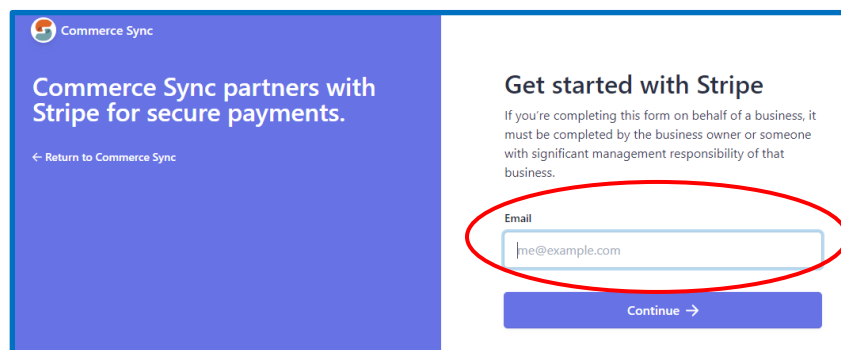 Commerce Sync
Commerce Sync partners with
Stripe for secure payments.
← Return to Commerce Sync
Get started with Stripe
If you're completing this form on behalf of a business, it
must be completed by the business owner or someone
with significant management responsibility of that
business.
Email
me@example.com
Continue →